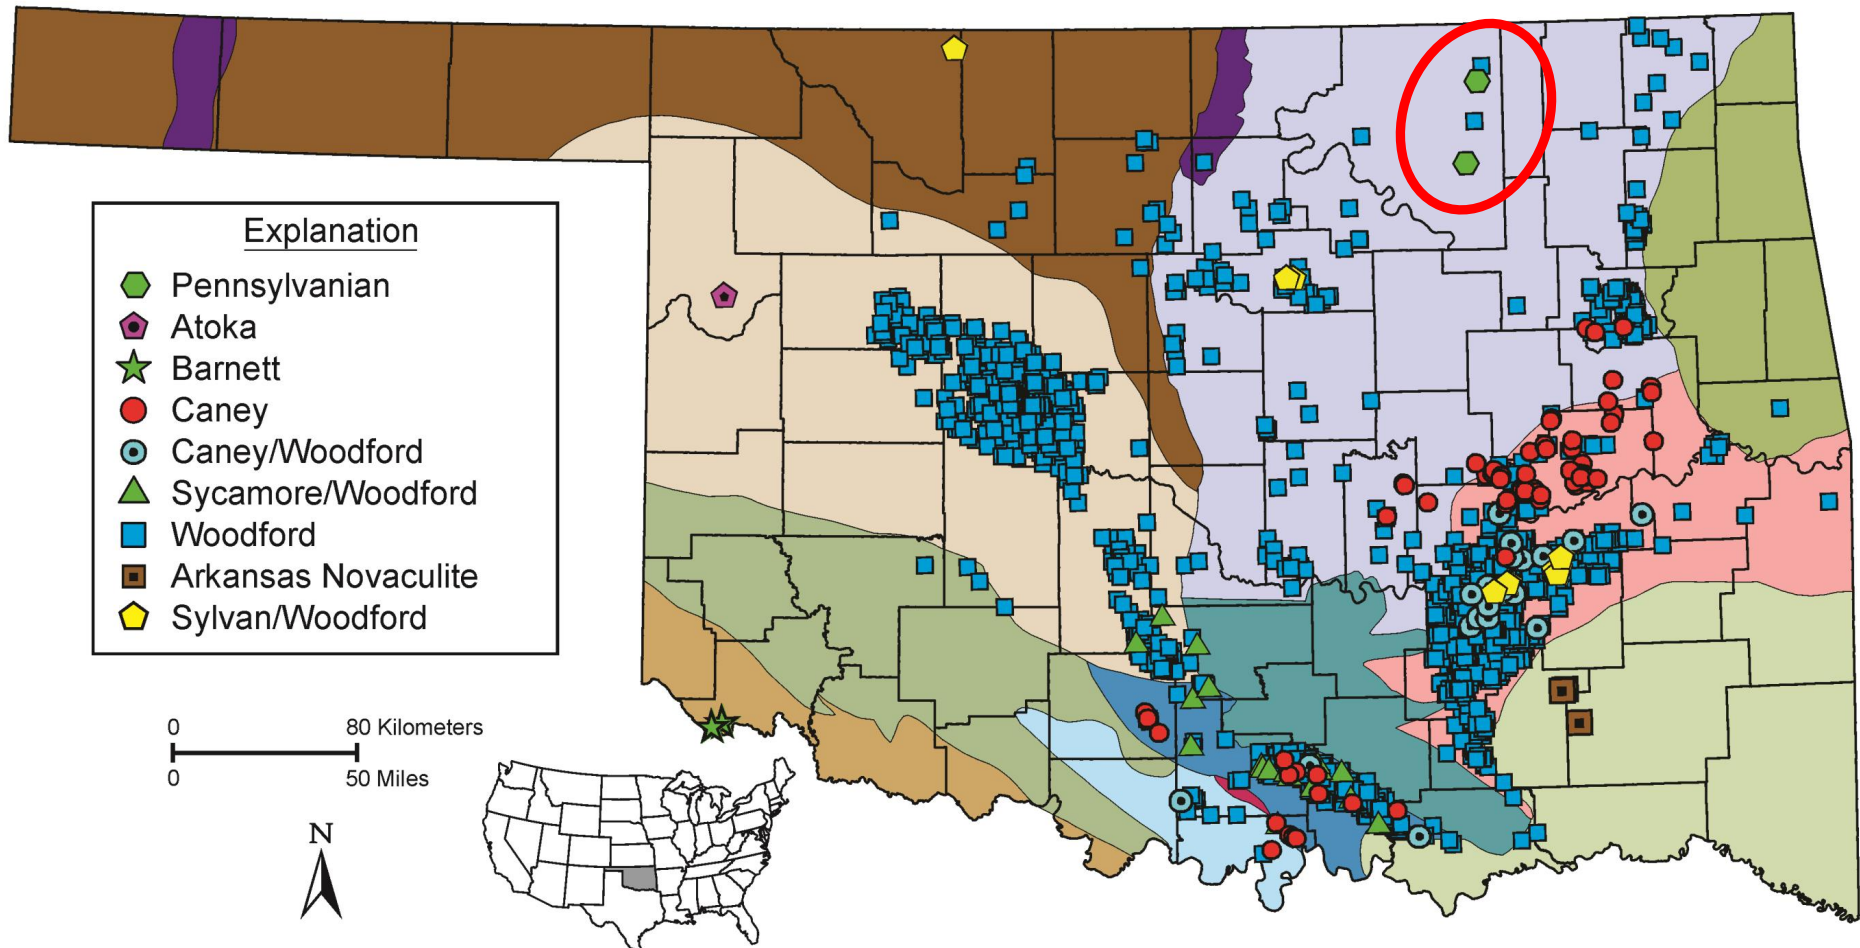 Explanation
Pennsylvanian
Atoka
Barnett
Caney
Caney/Woodford
Sycamore/Woodford
Woodford
Arkansas Novaculite
Sylvan/Woodford
0 80 Kilometers
0 50 Miles
N